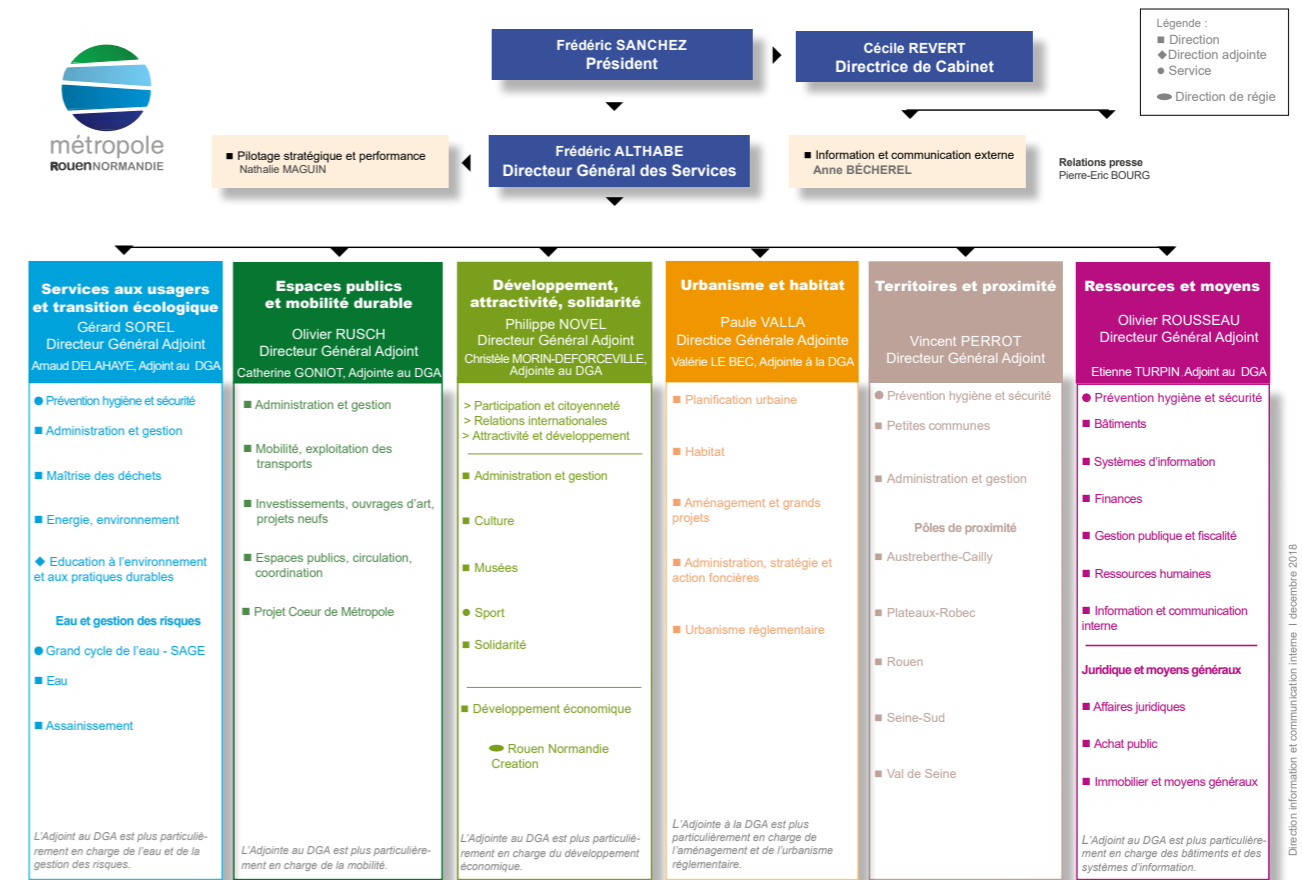 métropole
ROUENNORMANDIE
Frédéric SANCHEZ
Président
Cécile REVERT
Directrice de Cabinet
Légende :
■ Direction
◆Direction adjointe
● Service
⬬ Direction de régie
■ Pilotage stratégique et performance
Nathalie MAGUIN
Frédéric ALTHABE
Directeur Général des Services
■ Information et communication externe
Anne BÉCHEREL
Relations presse
Pierre-Eric BOURG
Services aux usagers
et transition écologique
Gérard SOREL
Directeur Général Adjoint
Arnaud DELAHAYE, Adjoint au DGA
● Prévention hygiène et sécurité
■ Administration et gestion
■ Maîtrise des déchets
■ Energie, environnement
◆ Education à l'environnement
et aux pratiques durables
Eau et gestion des risques
● Grand cycle de l'eau - SAGE
■ Eau
■ Assainissement
L'Adjoint au DGA est plus particuliè-
rement en charge de l'eau et de la
gestion des risques.
Espaces publics
et mobilité durable
Olivier RUSCH
Directeur Général Adjoint
Catherine GONIOT, Adjointe au DGA
■ Administration et gestion
■ Mobilité, exploitation des
transports
■ Investissements, ouvrages d'art,
projets neufs
■ Espaces publics, circulation,
coordination
■ Projet Coeur de Métropole
L'Adjointe au DGA est plus particulière-
ment en charge de la mobilité.
Développement,
attractivité, solidarité
Philippe NOVEL
Directeur Général Adjoint
Christèle MORIN-DEFORCEVILLE,
Adjointe au DGA
> Participation et citoyenneté
> Relations internationales
> Attractivité et développement
■ Administration et gestion
■ Culture
■ Musées
● Sport
■ Solidarité
■ Développement économique
⬬ Rouen Normandie
Creation
L'Adjointe au DGA est plus particuliè-
rement en charge du développement
économique.
Urbanisme et habitat
Paule VALLA
Directice Générale Adjointe
Valérie LE BEC, Adjointe à la DGA
■ Planification urbaine
■ Habitat
■ Aménagement et grands
projets
■ Administration, stratégie et
action foncières
■ Urbanisme réglementaire
L'Adjointe à la DGA est plus
particulièrement en charge de
l'aménagement et de l'urbanisme
réglementaire.
Territoires et proximité
Vincent PERROT
Directeur Général Adjoint
● Prévention hygiène et sécurité
■ Petites communes
■ Administration et gestion
Pôles de proximité
■ Austreberthe-Cailly
■ Plateaux-Robec
■ Rouen
■ Seine-Sud
■ Val de Seine
Ressources et moyens
Olivier ROUSSEAU
Directeur Général Adjoint
Etienne TURPIN Adjoint au DGA
● Prévention hygiène et sécurité
■ Bâtiments
■ Systèmes d'information
■ Finances
■ Gestion publique et fiscalité
■ Ressources humaines
■ Information et communication
interne
Juridique et moyens généraux
■ Affaires juridiques
■ Achat public
■ Immobilier et moyens généraux
L'Adjoint au DGA est plus particulière-
ment en charge des bâtiments et des
systèmes d'information.
Direction information et communication interne I decembre 2018